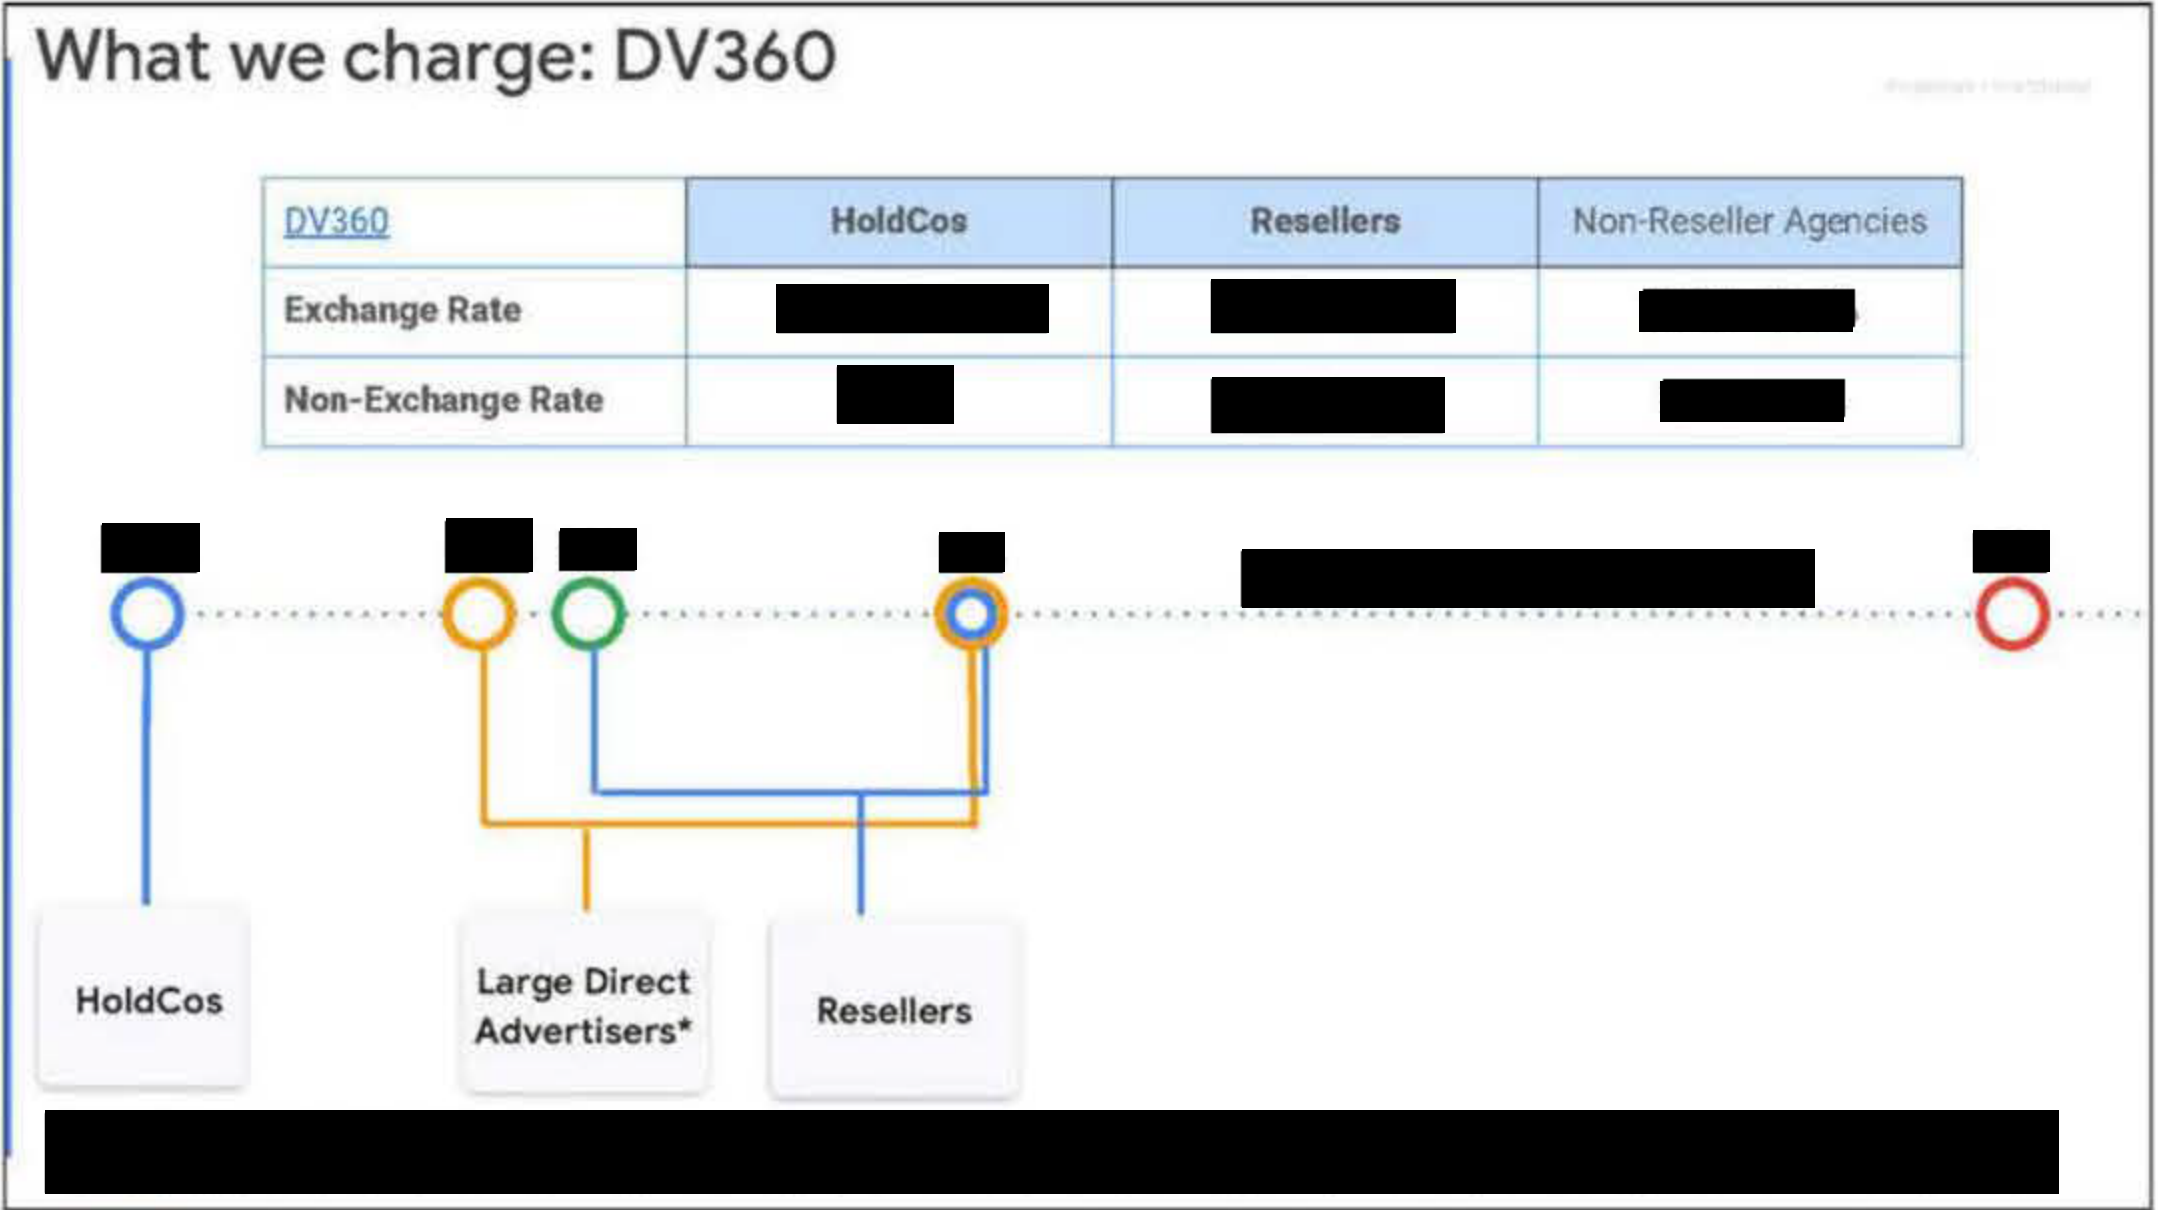 What we charge: DV360
DV360 HoldCos Resellers Non-Reseller Agencies
Exchange Rate
Non-Exchange Rate
HoldCos
Large Direct
Advertisers*
Resellers